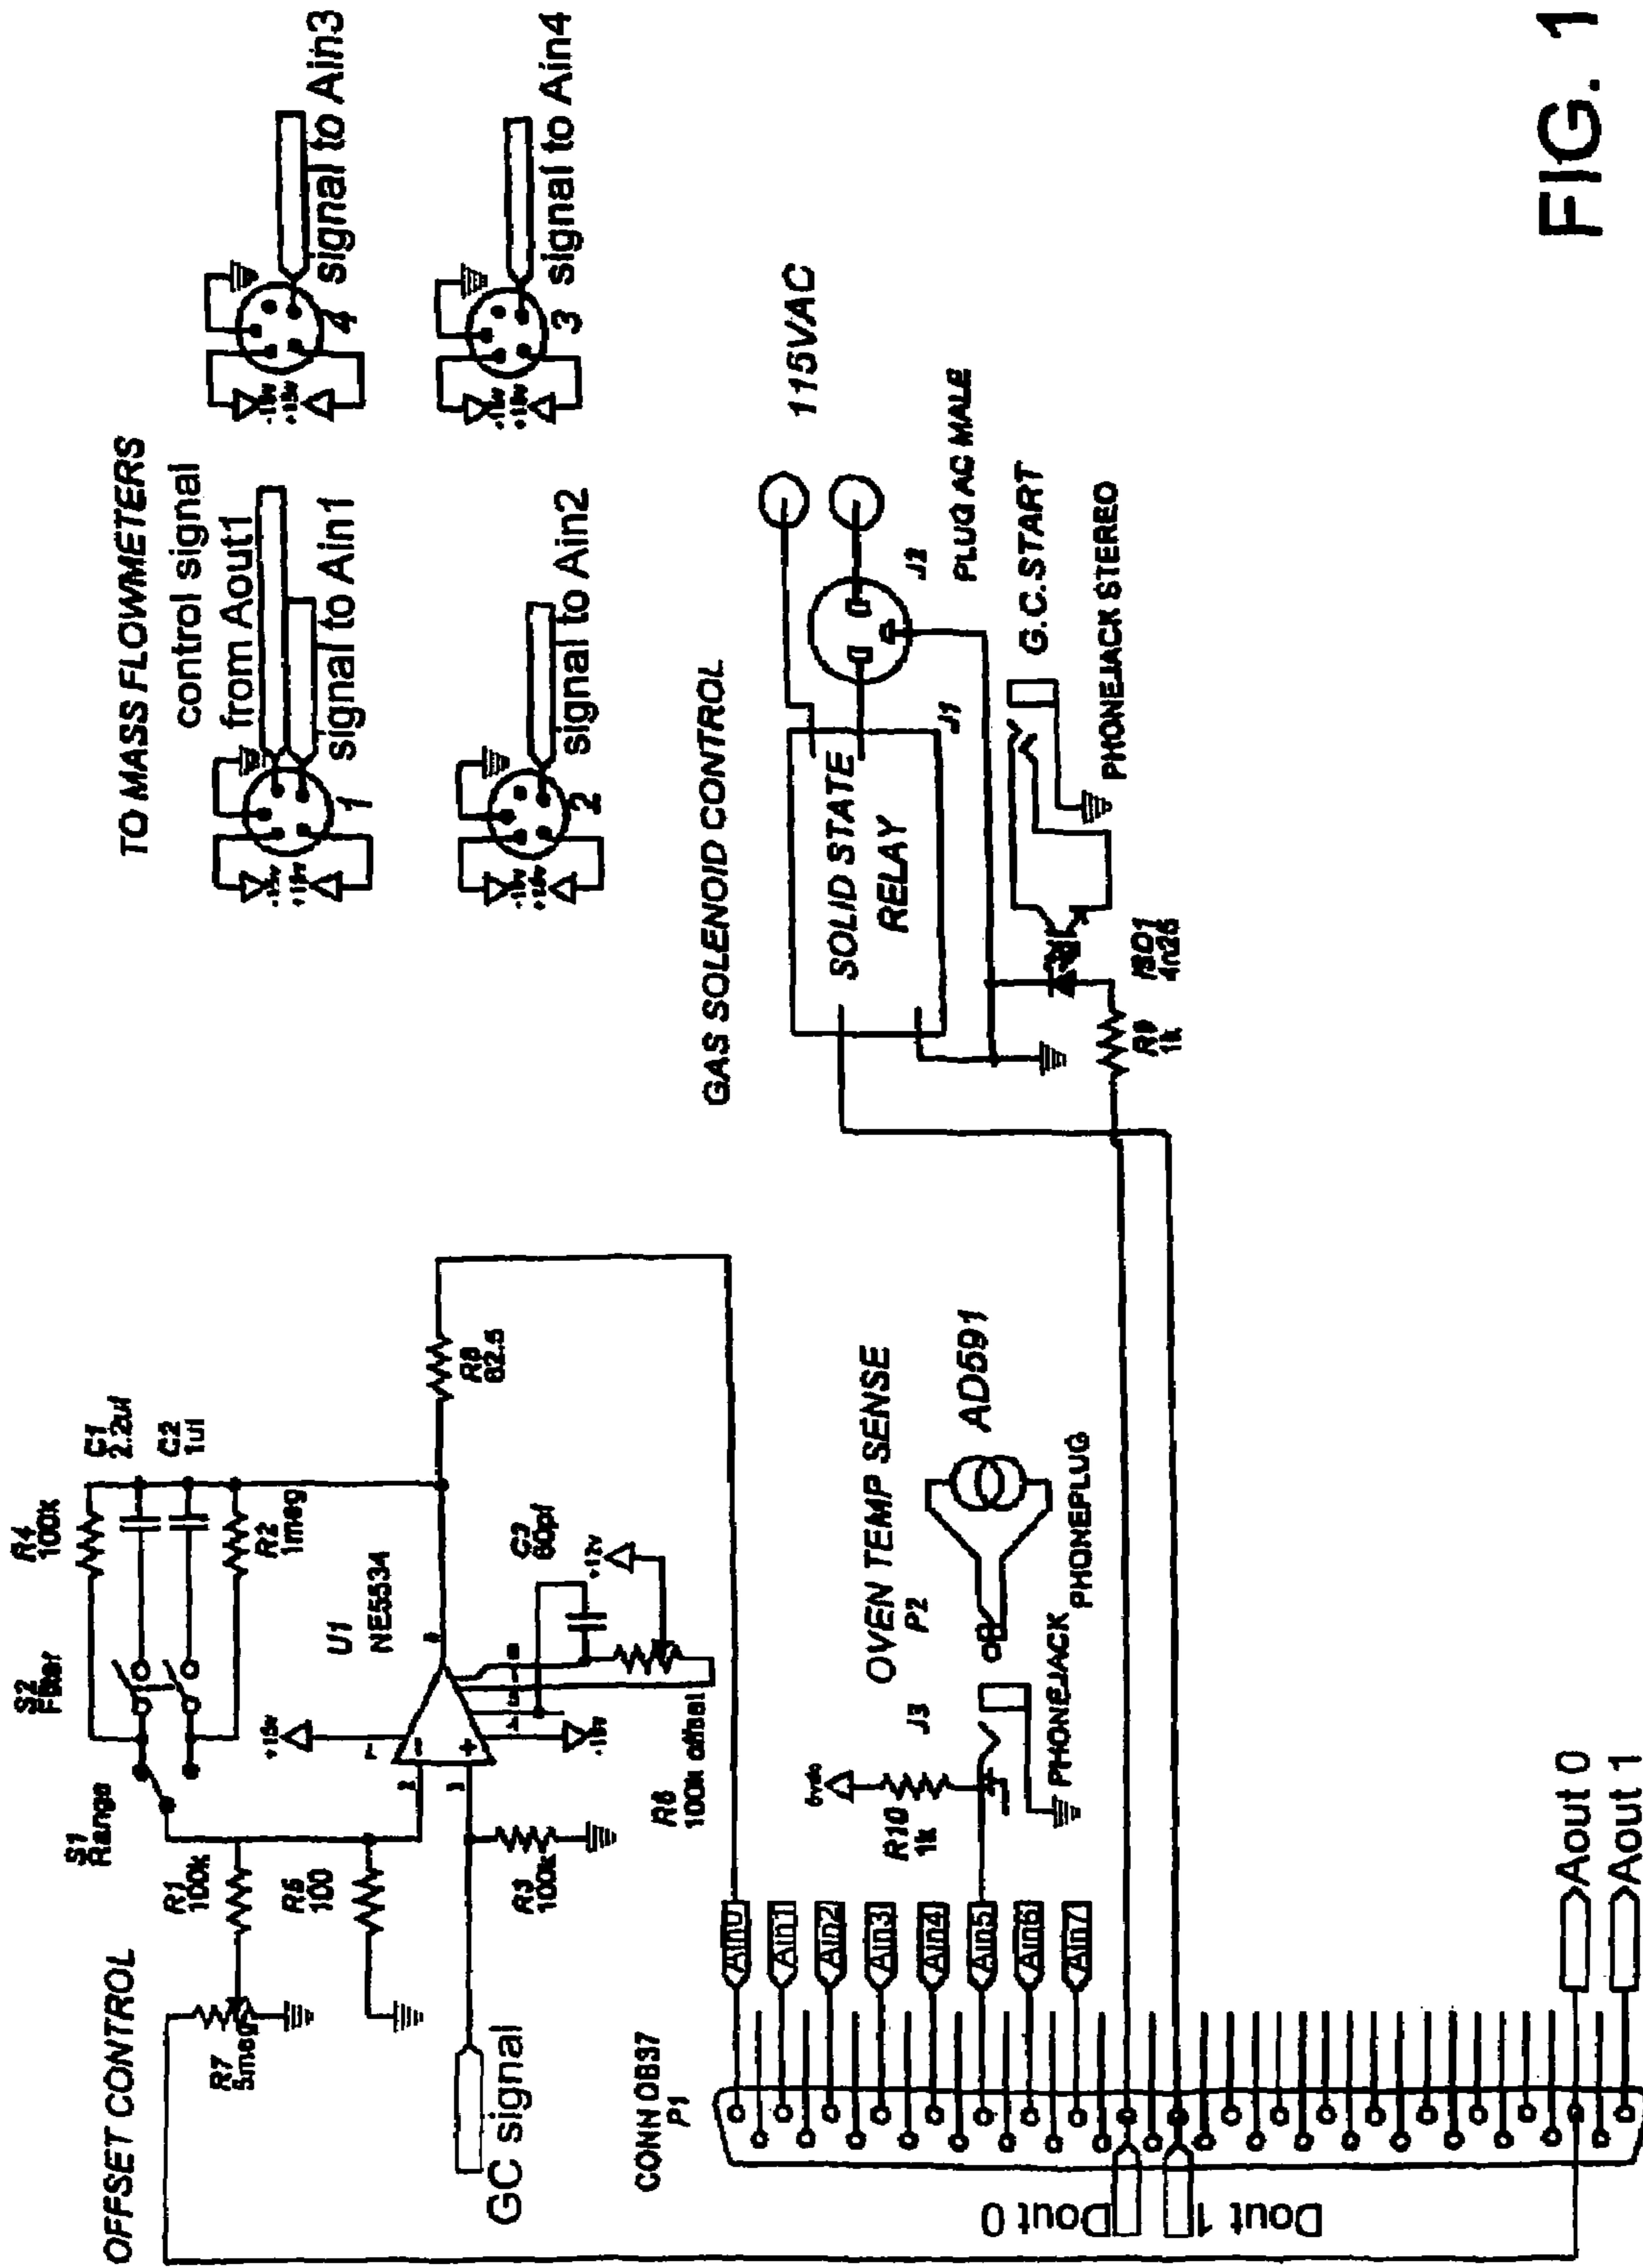 OFFSET CONTROL
R7
5meg
S1
Range
S2
Filter
R4
100k
C1
2.2uf
C2
1uf
R2
1meg
R1
100k
R5
100
U1
NE5534
+15v
7
2
3
R3
100k
GC signal
C3
+12v
R6
100k offset
TO MASS FLOWMETERS
control signal
from Aout1
signal to Ain1
1
signal to Ain2
2
signal to Ain3
4
signal to Ain4
3
GAS SOLENOID CONTROL
SOLID STATE
RELAY
J1
J2
PLUG AC MALE
115VAC
G.C.START
PHONEJACK STEREO
ISO1
R9
1k
OVEN TEMP SENSE
P2
AD591
PHONEPLUG
J3
PHONEJACK
R10
1k
CONN DB37
P1
Ain0
Ain1
Ain2
Ain3
Ain4
Ain5
Ain6
Ain7
Dout 0
Dout 1
Aout 0
Aout 1
FIG. 1